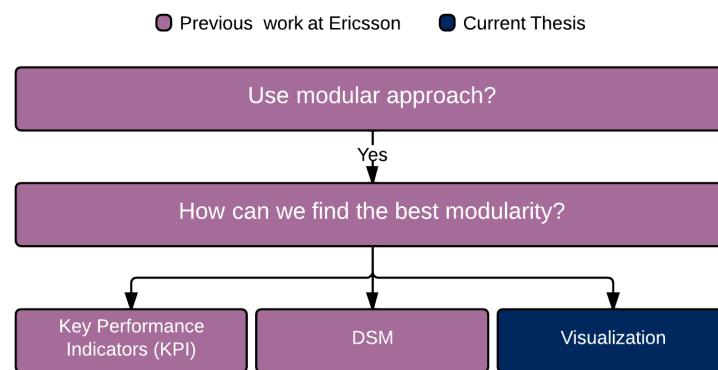 Previous work at Ericsson
Current Thesis
Use modular approach?
Yes
How can we find the best modularity?
Key Performance
Indicators (KPI)
DSM
Visualization